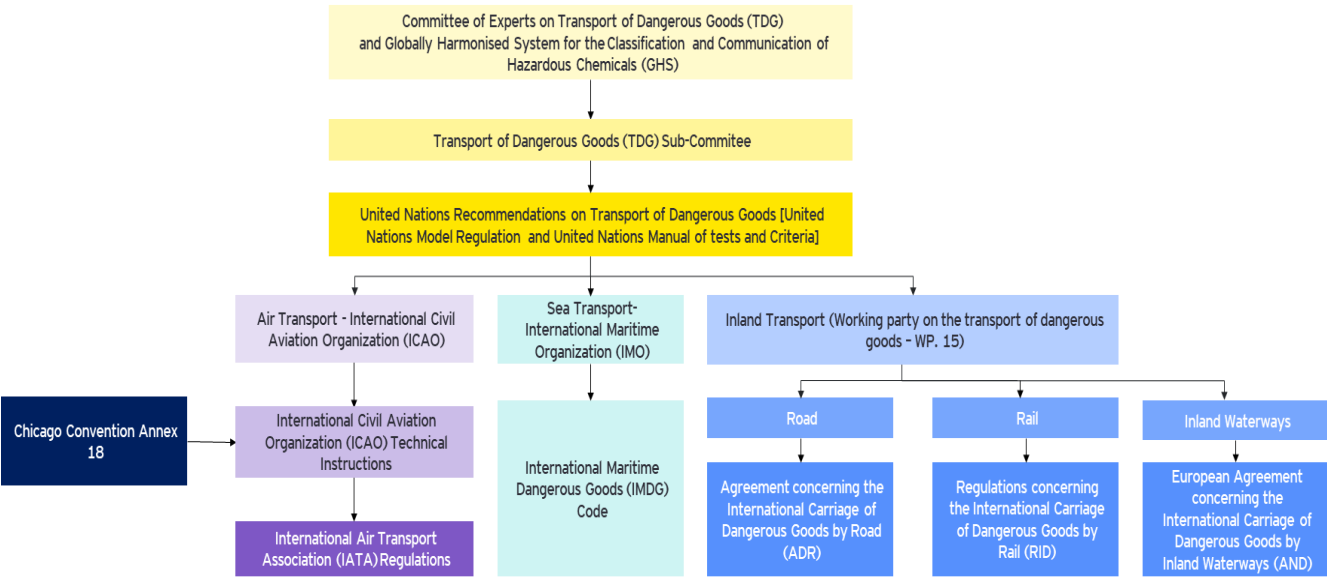 Committee of Experts on Transport of Dangerous Goods (TDG)
and Globally Harmonised System for the Classification and Communication of
Hazardous Chemicals (GHS)
Transport of Dangerous Goods (TDG) Sub-Commitee
United Nations Recommendations on Transport of Dangerous Goods [United
Nations Model Regulation and United Nations Manual of tests and Criteria]
Air Transport - International Civil
Aviation Organization (ICAO)
Sea Transport-
International Maritime
Organization (IMO)
Inland Transport (Working party on the transport of dangerous
goods – WP. 15)
Chicago Convention Annex
18
International Civil Aviation
Organization (ICAO) Technical
Instructions
International Air Transport
Association (IATA) Regulations
International Maritime
Dangerous Goods (IMDG)
Code
Road
Rail
Inland Waterways
Agreement concerning the
International Carriage of
Dangerous Goods by Road
(ADR)
Regulations concerning
the International Carriage
of Dangerous Goods by
Rail (RID)
European Agreement
concerning the
International Carriage of
Dangerous Goods by
Inland Waterways (AND)